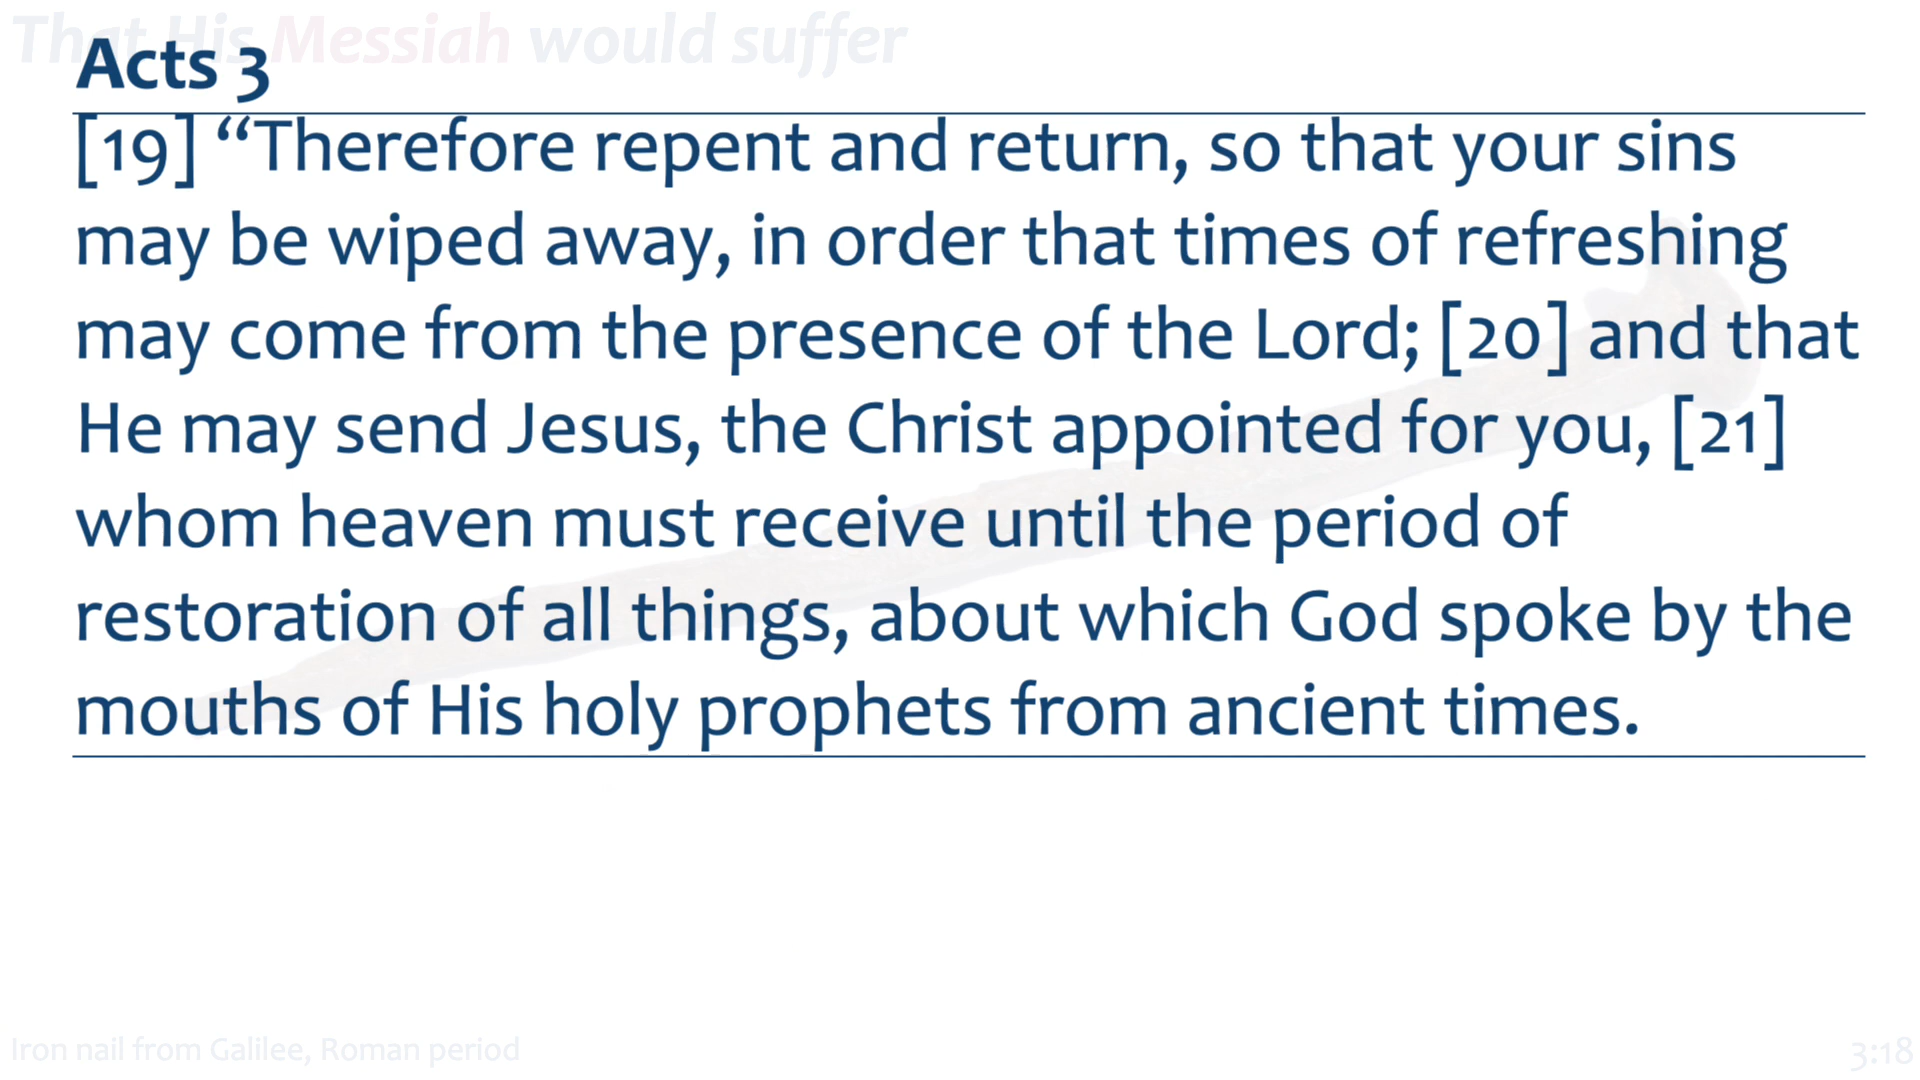 That His Messiah would suffer
Acts 3
[19] “Therefore repent and return, so that your sins
may be wiped away, in order that times of refreshing
may come from the presence of the Lord; [20] and that
He may send Jesus, the Christ appointed for you, [21]
whom heaven must receive until the period of
restoration of all things, about which God spoke by the
mouths of His holy prophets from ancient times.
Iron nail from Galilee, Roman period
3:18